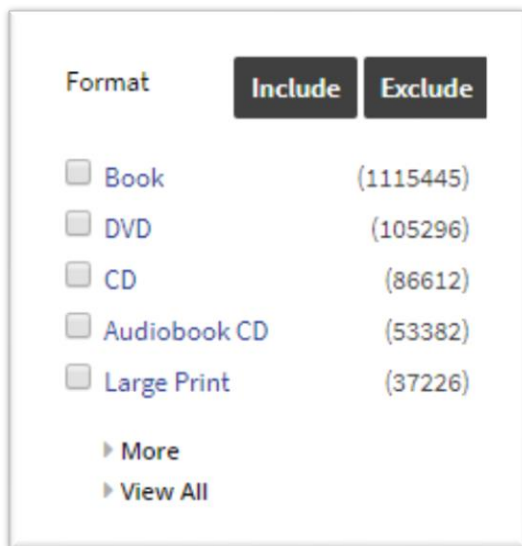 Format Include Exclude
Book (1115445)
DVD (105296)
CD (86612)
Audiobook CD (53382)
Large Print (37226)
More
View All